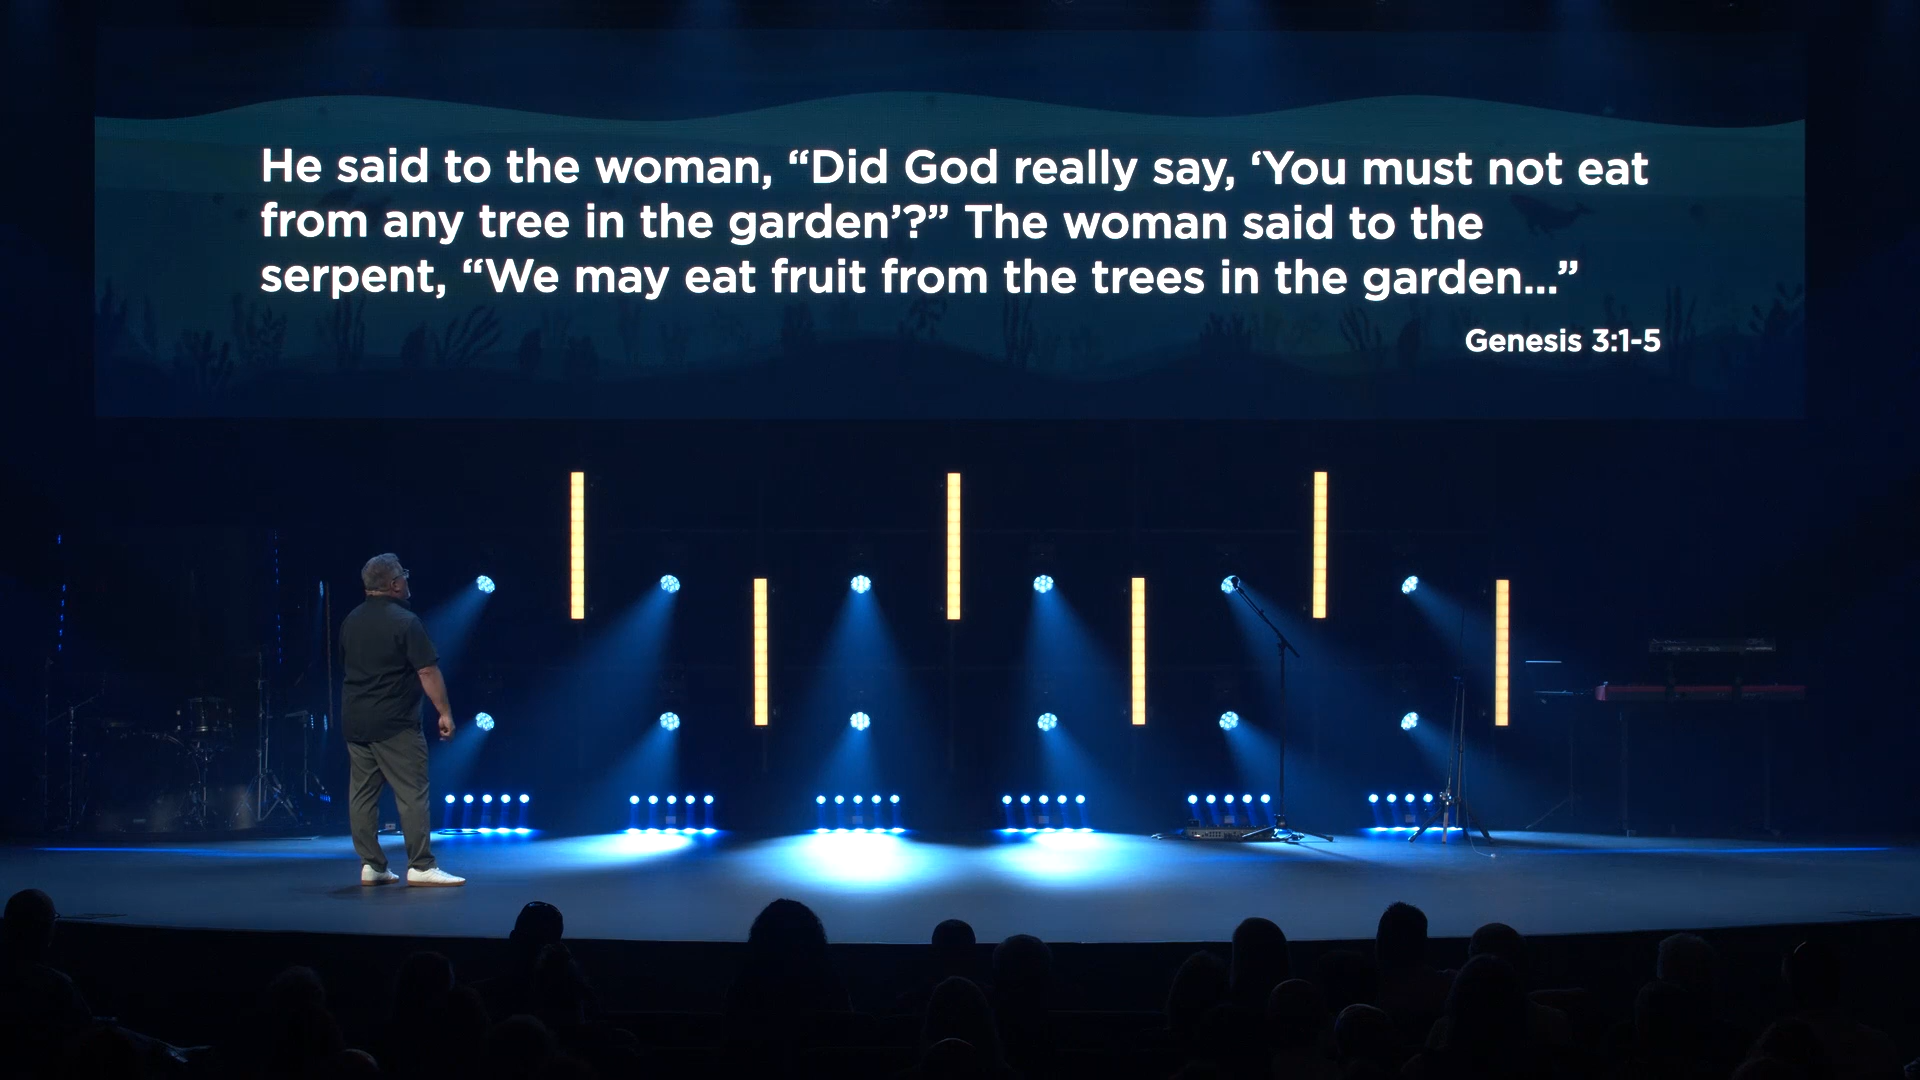 He said to the woman, “Did God really say, ‘You must not eat
from any tree in the garden’?” The woman said to the
serpent, “We may eat fruit from the trees in the garden...”
Genesis 3:1-5